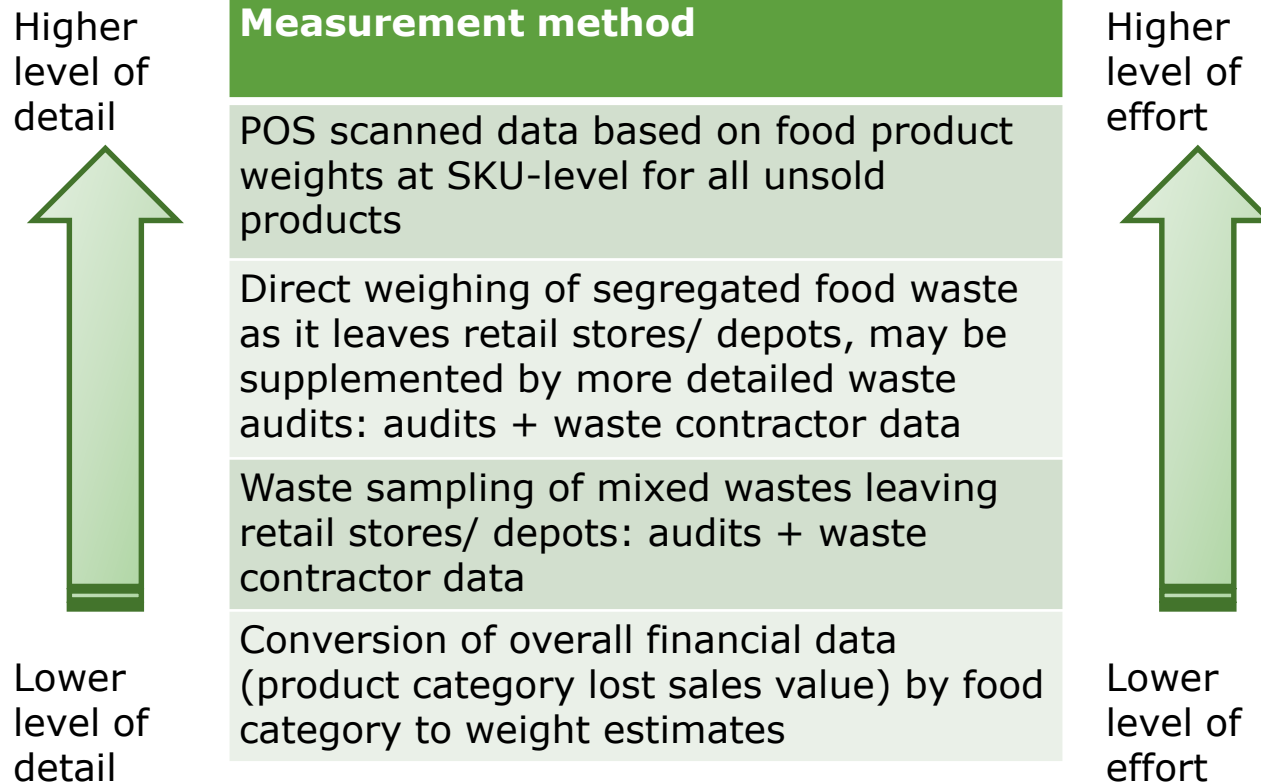 Higher
level of
detail
Measurement method
Higher
level of
effort
POS scanned data based on food product
weights at SKU-level for all unsold
products
Direct weighing of segregated food waste
as it leaves retail stores/ depots, may be
supplemented by more detailed waste
audits: audits + waste contractor data
Waste sampling of mixed wastes leaving
retail stores/ depots: audits + waste
contractor data
Conversion of overall financial data
(product category lost sales value) by food
category to weight estimates
Lower
level of
detail
Lower
level of
effort